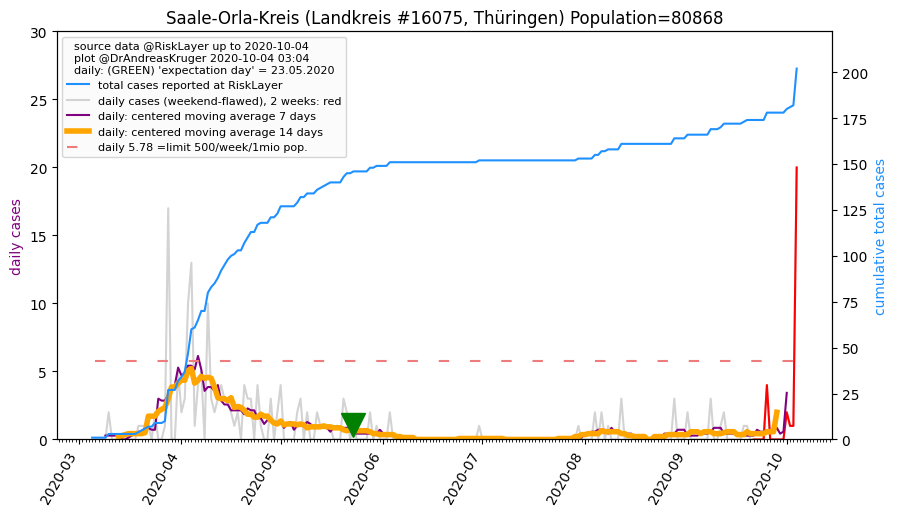 Saale-Orla-Kreis (Landkreis #16075, Thüringen) Population=80868
source data @RiskLayer up to 2020-10-04
plot @DrAndreasKruger 2020-10-04 03:04
daily: (GREEN) 'expectation day' = 23.05.2020
total cases reported at RiskLayer
daily cases (weekend-flawed), 2 weeks: red
daily: centered moving average 7 days
daily: centered moving average 14 days
daily 5.78 =limit 500/week/1mio pop.
daily cases
30
25
20
15
10
5
0
cumulative total cases
200
175
150
125
100
75
50
25
0
2020-03
2020-04
2020-05
2020-06
2020-07
2020-08
2020-09
2020-10